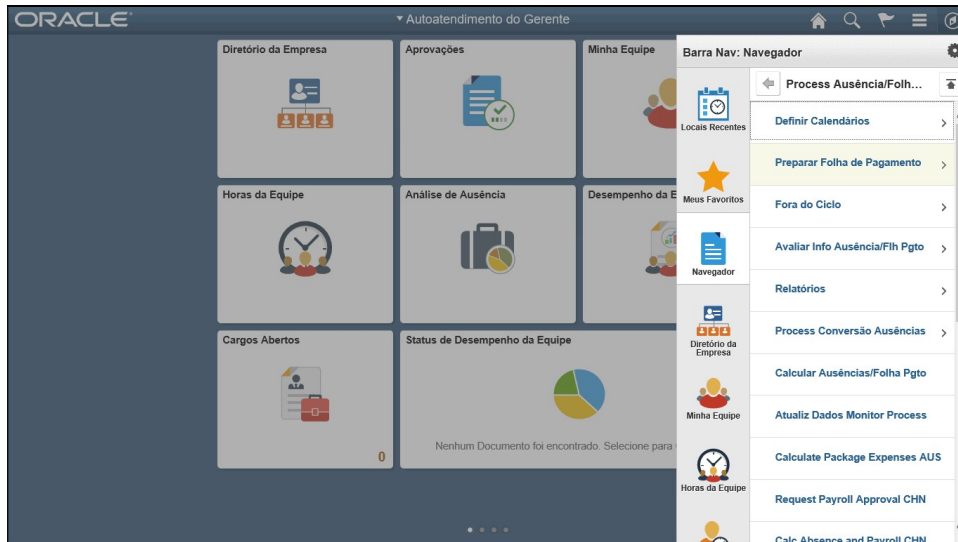 ORACLE
Autoatendimento do Gerente
Diretório da Empresa
Aprovações
Minha Equipe
Horas da Equipe
Análise de Ausência
Desempenho da E
Cargos Abertos
0
Status de Desempenho da Equipe
Nenhum Documento foi encontrado. Selecione para
Barra Nav: Navegador
Locais Recentes
Meus Favoritos
Navegador
Diretório da
Empresa
Minha Equipe
Horas da Equipe
Process Ausência/Folh...
Definir Calendários
Preparar Folha de Pagamento
Fora do Ciclo
Avaliar Info Ausência/Flh Pgto
Relatórios
Process Conversão Ausências
Calcular Ausências/Folha Pgto
Atualiz Dados Monitor Process
Calculate Package Expenses AUS
Request Payroll Approval CHN
Calc Absence and Payroll CHN